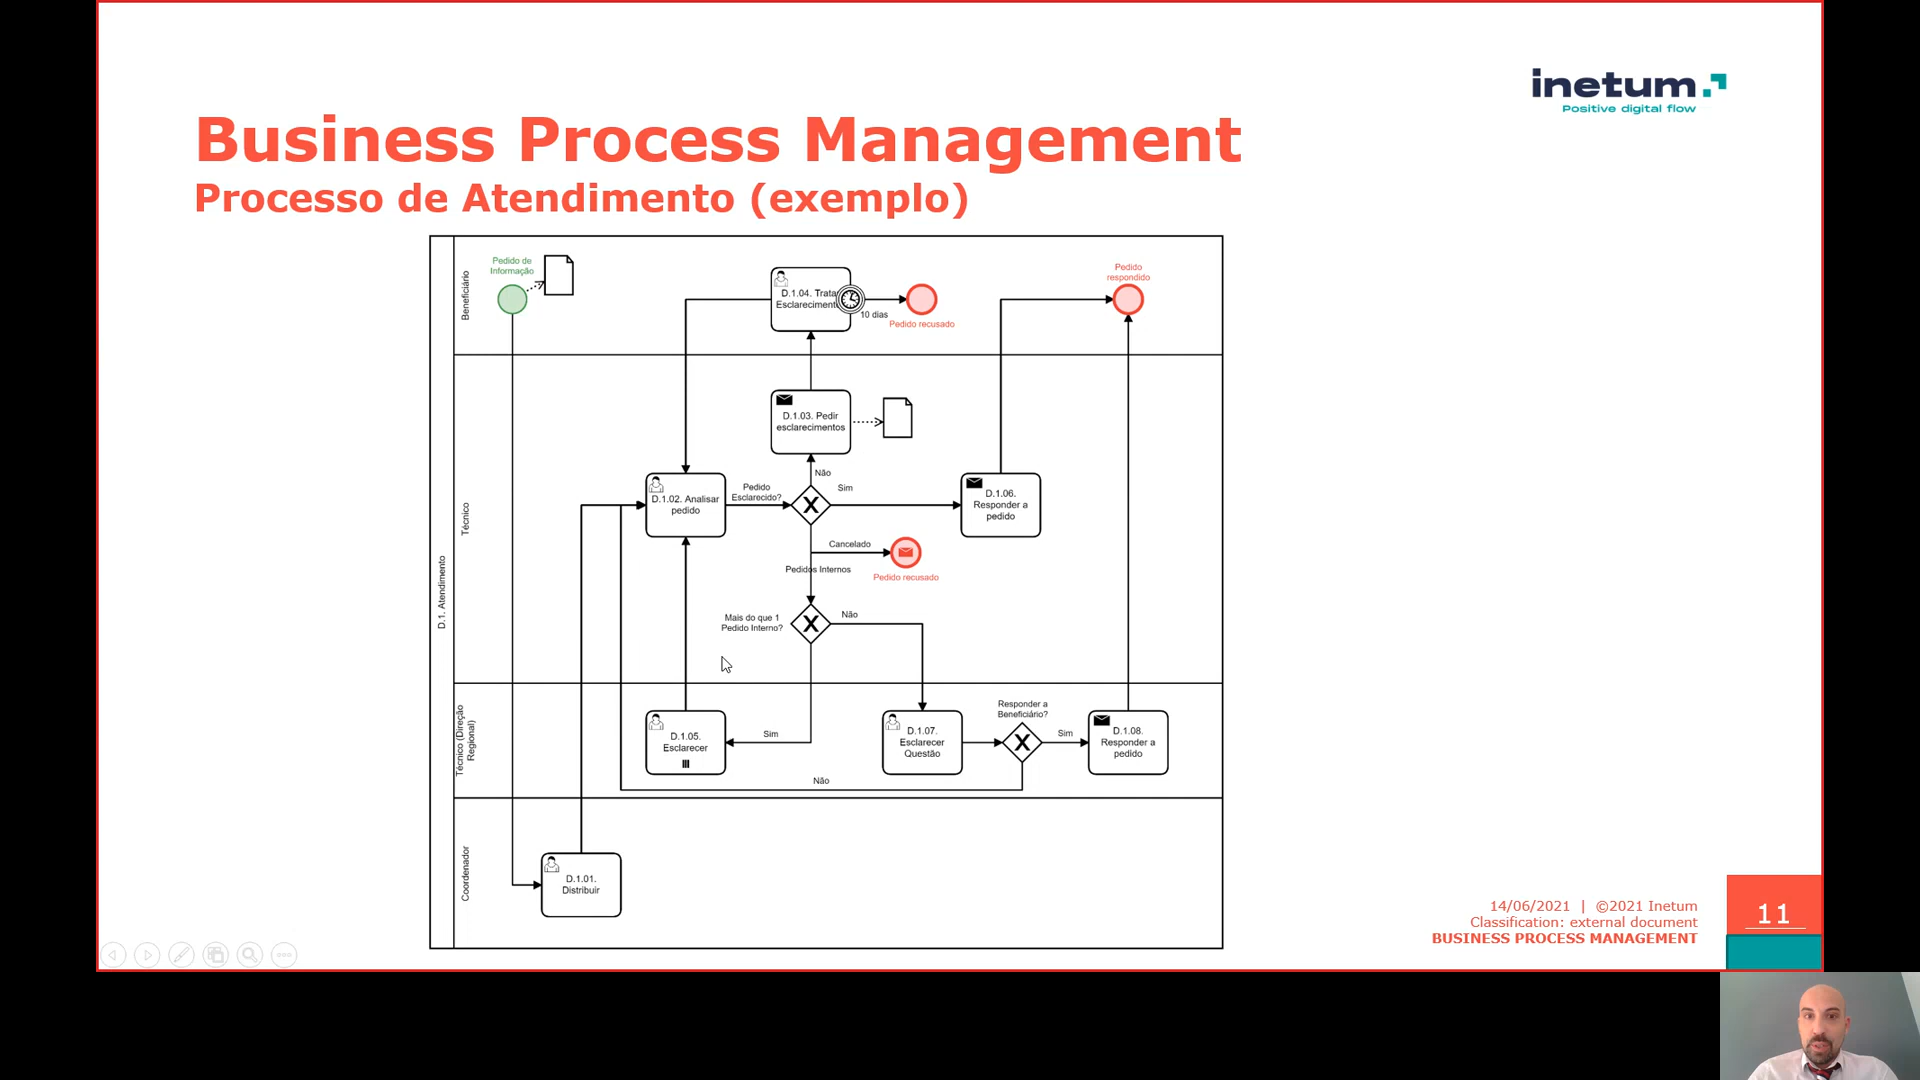 inetum
Positive digital flow
Business Process Management
Processo de Atendimento (exemplo)
D.1. Atendimento
Beneficiário
Pedido de
Informação
D.1.04. Trata
Esclareciment
10 dias
Pedido recusado
Pedido
respondido
Técnico
D.1.03. Pedir
esclarecimentos
Não
D.1.02. Analisar
pedido
Pedido
Esclarecido?
X
Sim
D.1.06.
Responder a
pedido
Cancelado
Pedidos Internos
Pedido recusado
Mais do que 1
Pedido Interno?
X
Não
Técnico (Direção
Regional)
D.1.05.
Esclarecer
Sim
D.1.07.
Esclarecer
Questão
Responder a
Beneficiário?
X
Sim
D.1.08.
Responder a
pedido
Não
Coordenador
D.1.01.
Distribuir
14/06/2021 | ©2021 Inetum
Classification: external document
BUSINESS PROCESS MANAGEMENT
11